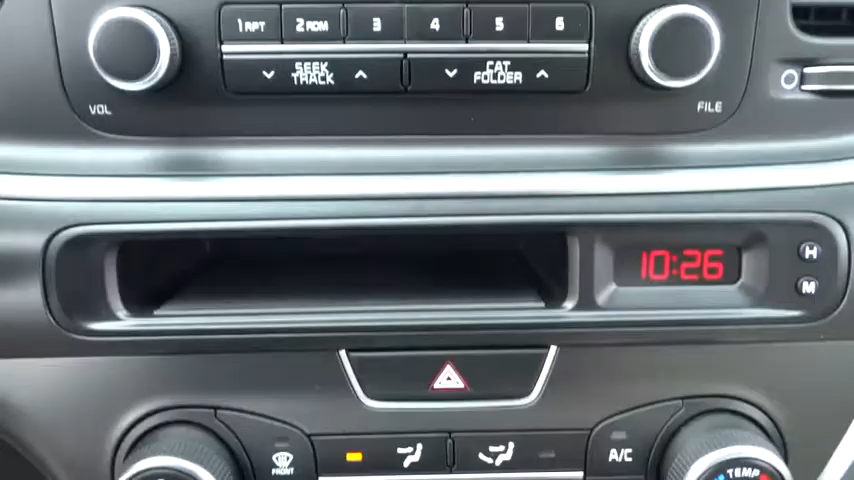 1 RPT 2 RDM 3 4 5 6
SEEK TRACK
CAT FOLDER
VOL
FILE
10:26
H
M
FRONT
A/C
TEMP